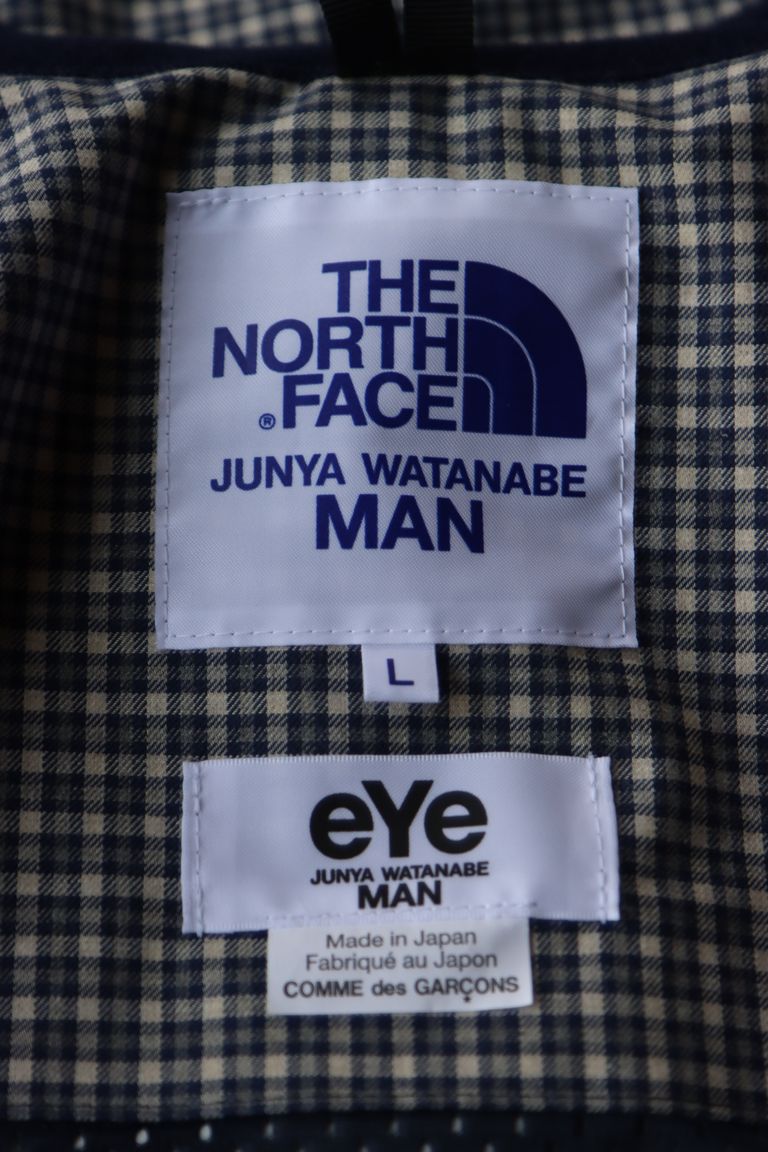 THE
NORTH
® FACE
JUNYA WATANABE
MAN
L
eYe
JUNYA WATANABE
MAN
Made in Japan
Fabriqué au Japon
COMME des GARÇONS